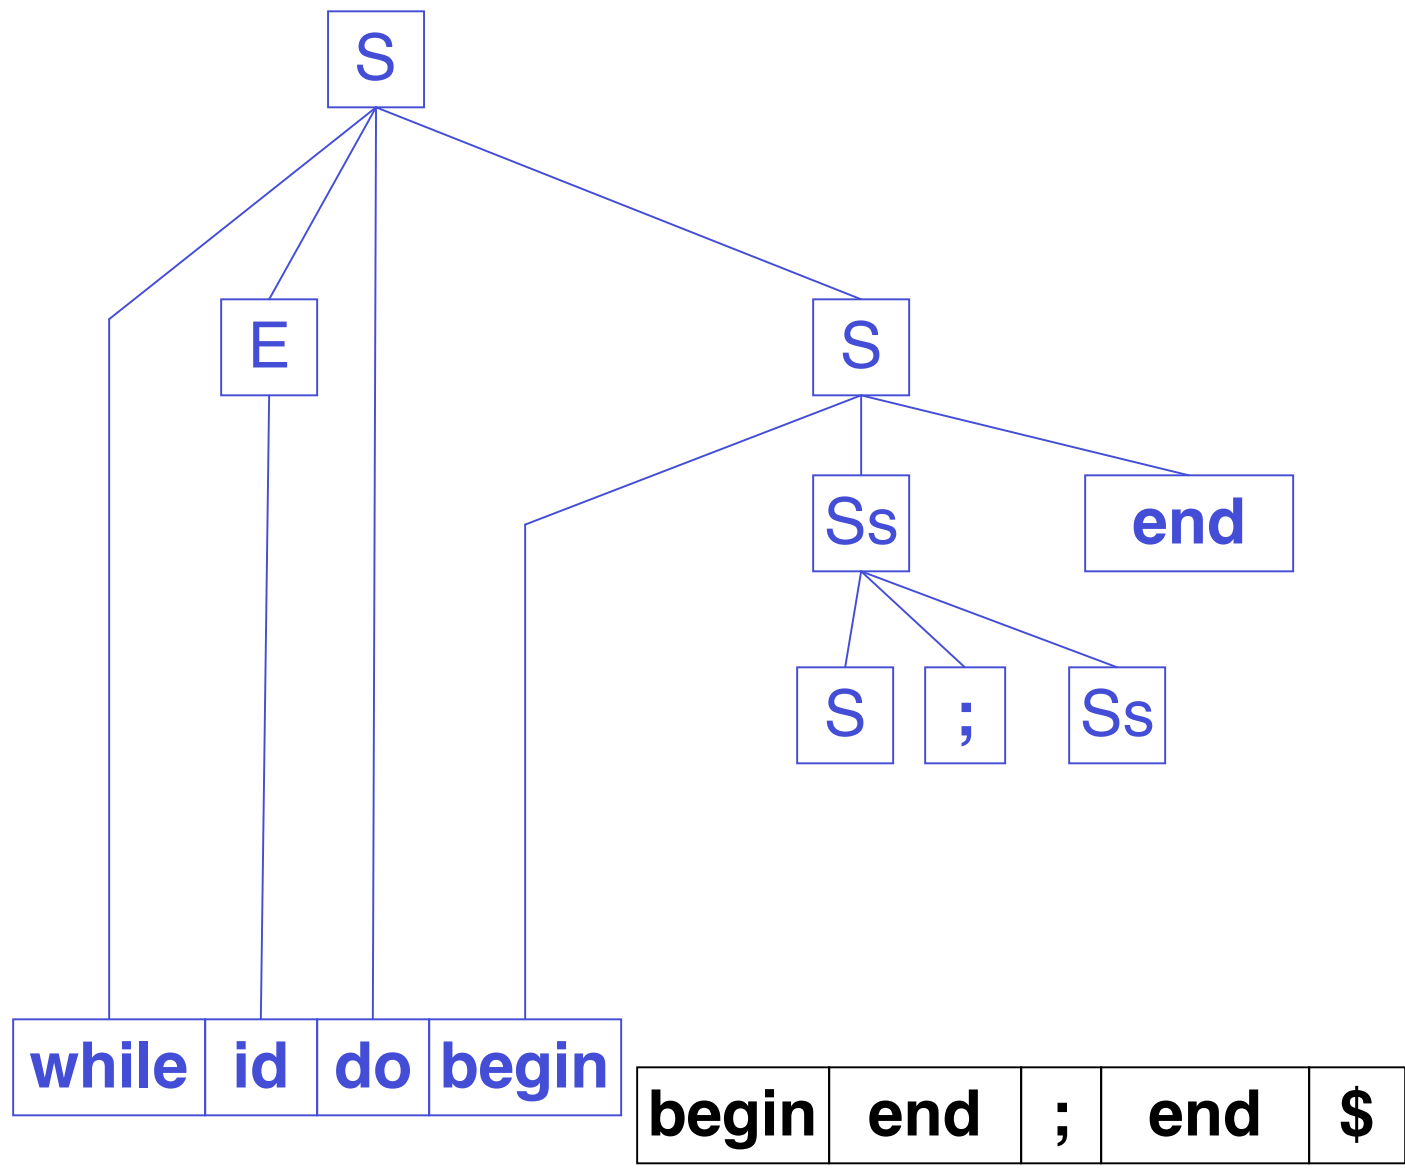 S
E S
Ss end
S ; Ss
while id do begin
begin end ; end $